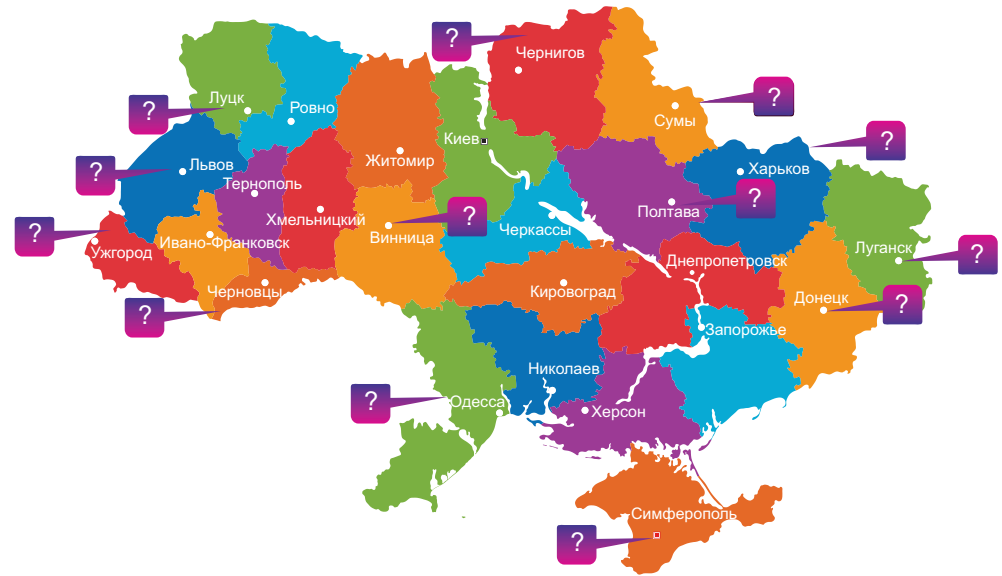 ?
Чернигов
?
Луцк
?
Ровно
Сумы
?
Киев
?
Житомир
Львов
?
Харьков
Тернополь
?
Полтава
Хмельницкий
?
Винница
Черкассы
?
Ужгород
Ивано-Франковск
Луганск
?
Днепропетровск
Черновцы
Кировоград
Донецк
?
?
Запорожье
Николаев
?
Одесса
Херсон
Симферополь
?